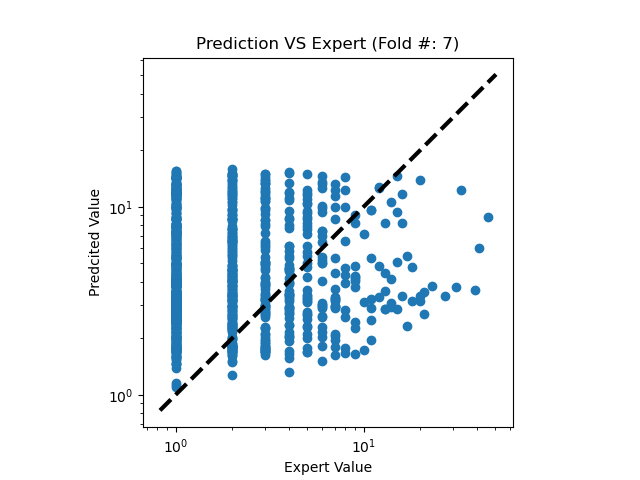 Prediction VS Expert (Fold #: 7)
Predcited Value
10¹
10⁰
10⁰ 10¹
Expert Value